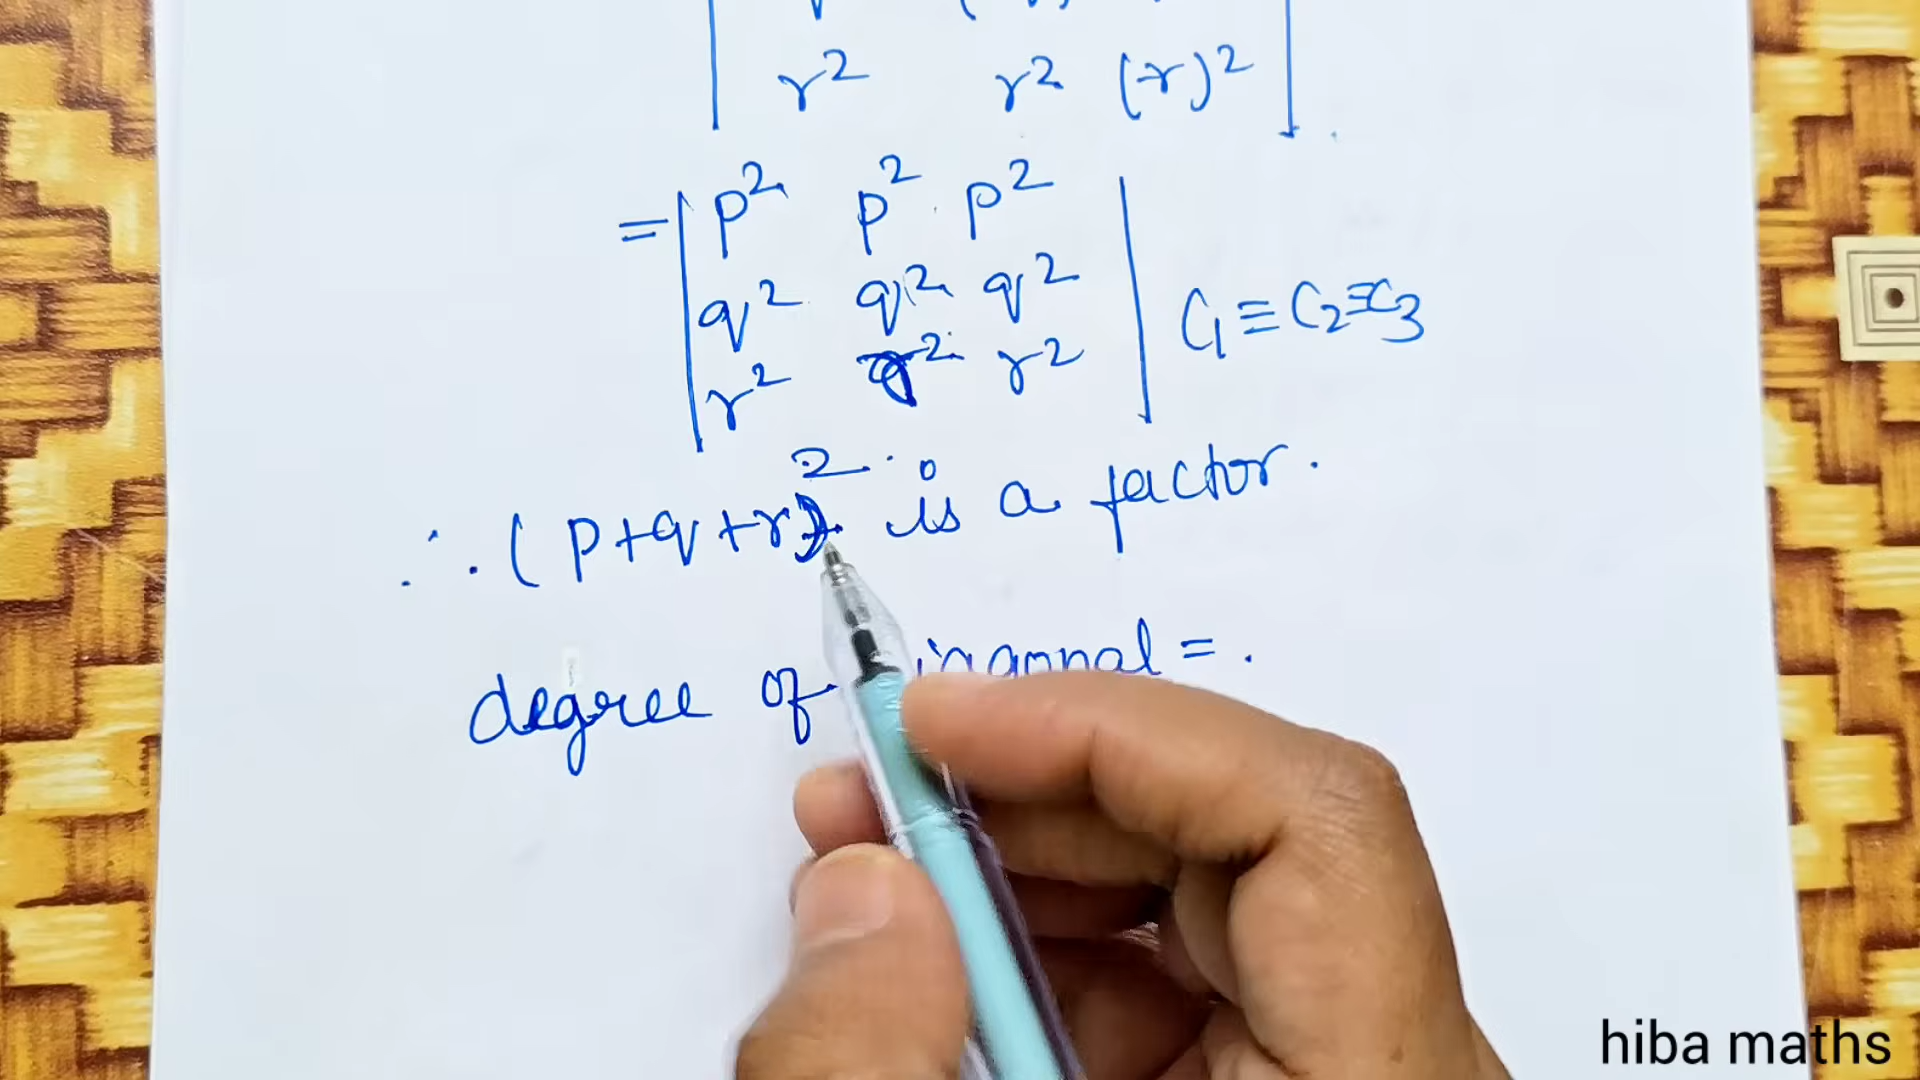 r² r² (-r)²
= | p² p² p² |
| q² q² q² | C₁ ≡ C₂ ≡ C₃
| r² r² r² |
∴ (p+q+r)² is a factor.
degree of diagonal = .
hiba maths